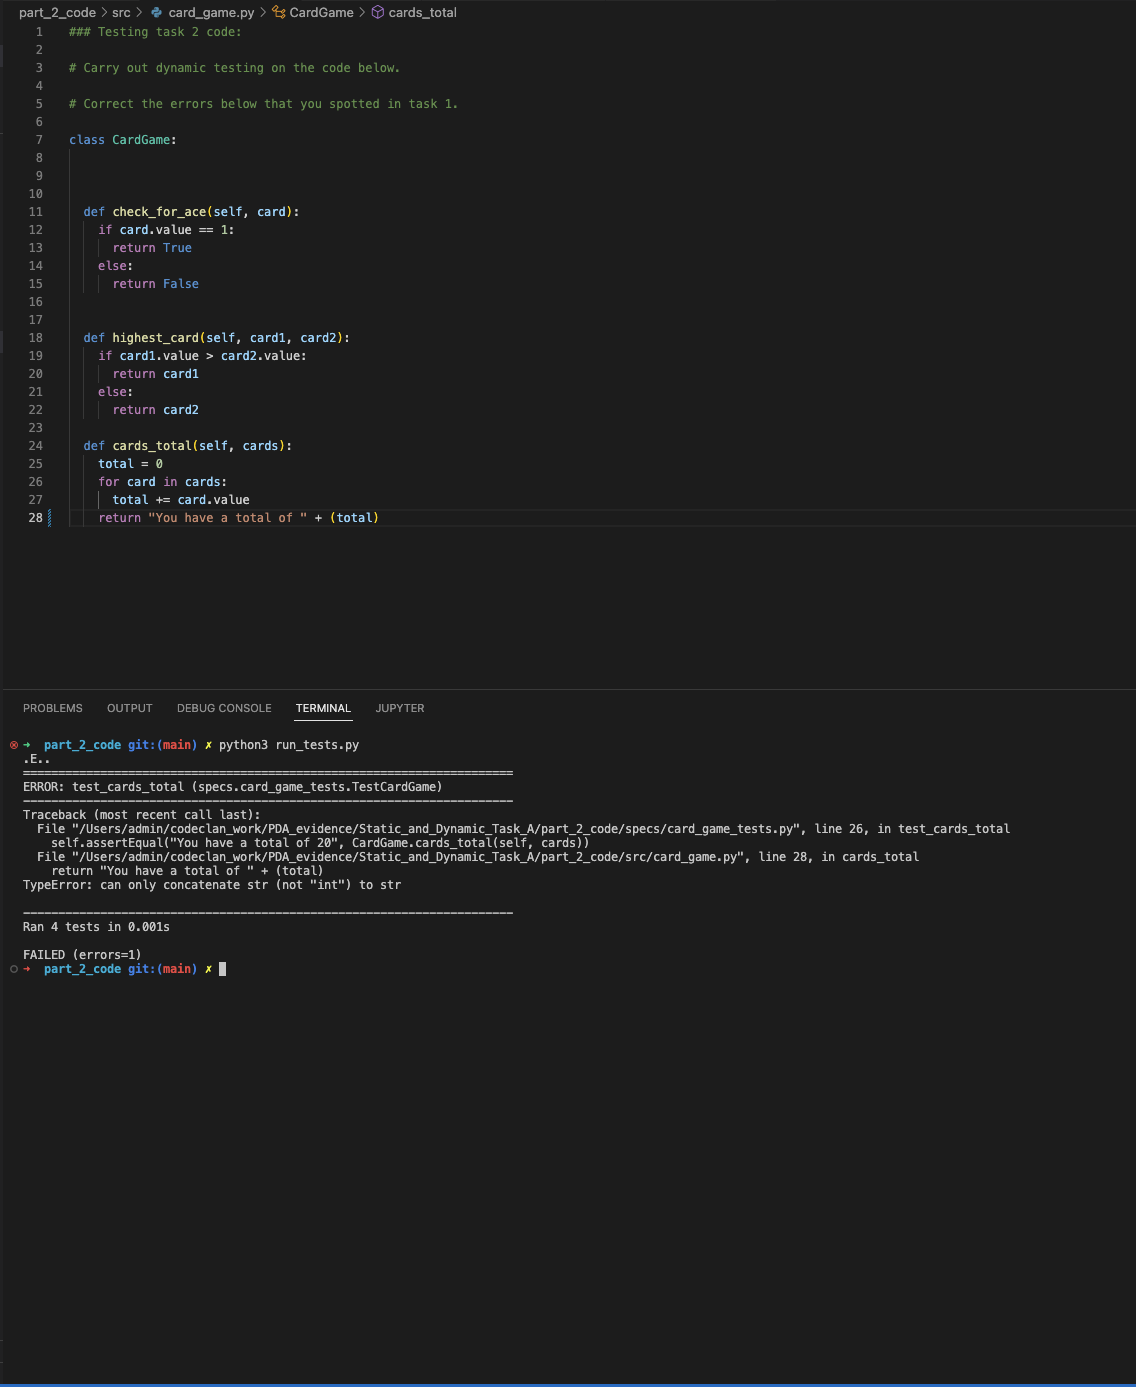 part_2_code > src > card_game.py > CardGame > cards_total
1 ### Testing task 2 code:
2
3 # Carry out dynamic testing on the code below.
4
5 # Correct the errors below that you spotted in task 1.
6
7 class CardGame:
8
9
10
11 def check_for_ace(self, card):
12 if card.value == 1:
13 return True
14 else:
15 return False
16
17
18 def highest_card(self, card1, card2):
19 if card1.value > card2.value:
20 return card1
21 else:
22 return card2
23
24 def cards_total(self, cards):
25 total = 0
26 for card in cards:
27 total += card.value
28 return "You have a total of " + (total)
PROBLEMS OUTPUT DEBUG CONSOLE TERMINAL JUPYTER
➜ part_2_code git:(main) ✗ python3 run_tests.py
.E..
======================================================================
ERROR: test_cards_total (specs.card_game_tests.TestCardGame)
----------------------------------------------------------------------
Traceback (most recent call last):
File "/Users/admin/codeclan_work/PDA_evidence/Static_and_Dynamic_Task_A/part_2_code/specs/card_game_tests.py", line 26, in test_cards_total
self.assertEqual("You have a total of 20", CardGame.cards_total(self, cards))
File "/Users/admin/codeclan_work/PDA_evidence/Static_and_Dynamic_Task_A/part_2_code/src/card_game.py", line 28, in cards_total
return "You have a total of " + (total)
TypeError: can only concatenate str (not "int") to str
----------------------------------------------------------------------
Ran 4 tests in 0.001s
FAILED (errors=1)
➜ part_2_code git:(main) ✗